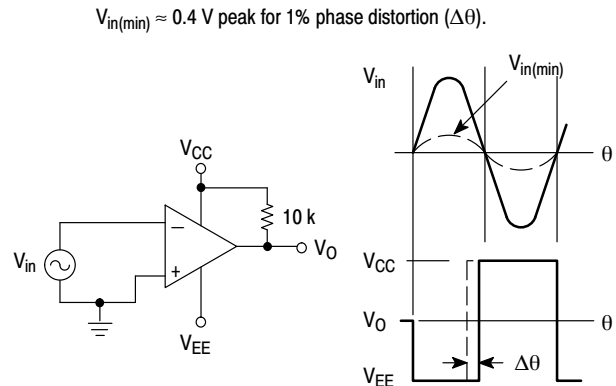 V_in(min) ≈ 0.4 V peak for 1% phase distortion (Δθ).
V_in
V_in(min)
θ
V_CC
10 k
−
+
V_in
V_O
V_EE
V_CC
V_O
θ
Δθ
V_EE